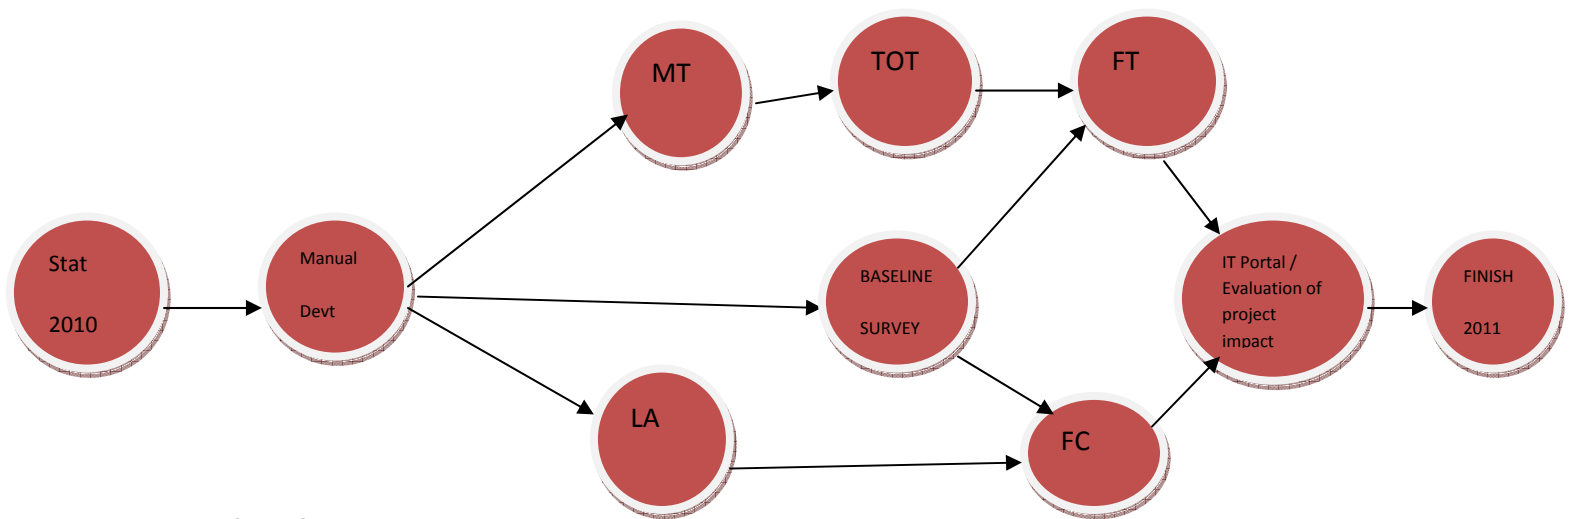 MT
TOT
FT
Stat
2010
Manual
Devt
BASELINE
SURVEY
IT Portal /
Evaluation of
project
impact
FINISH
2011
LA
FC